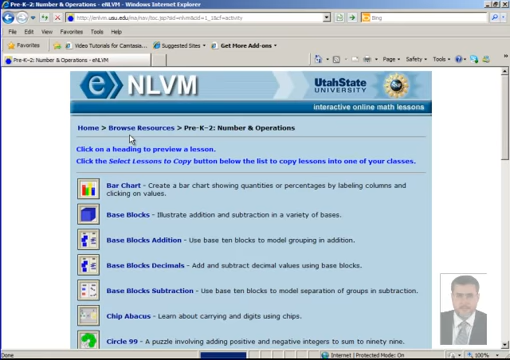 Pre-K–2: Number & Operations - eNLVM - Windows Internet Explorer
Bing
File Edit View Favorites Tools Help
Favorites Video Tutorials for Camtasia... Suggested Sites Get More Add-ons
Pre-K–2: Number & Operations - eNLVM Page Safety Tools
e NLVM
UtahState
UNIVERSITY
interactive online math lessons
Home > Browse Resources > Pre-K–2: Number & Operations
Click on a heading to preview a lesson.
Click the Select Lessons to Copy button below the list to copy lessons into one of your classes.
Bar Chart - Create a bar chart showing quantities or percentages by labeling columns and
clicking on values.
Base Blocks - Illustrate addition and subtraction in a variety of bases.
Base Blocks Addition - Use base ten blocks to model grouping in addition.
Base Blocks Decimals - Add and subtract decimal values using base blocks.
Base Blocks Subtraction - Use base ten blocks to model separation of groups in subtraction.
Chip Abacus - Learn about carrying and digits using chips.
Circle 99 - A puzzle involving adding positive and negative integers to sum to ninety nine.
Done Internet | Protected Mode: On 100%